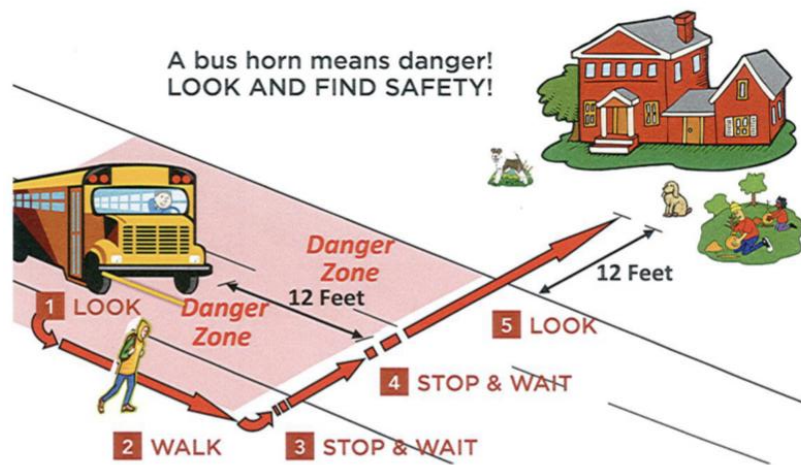 A bus horn means danger!
LOOK AND FIND SAFETY!
Danger
Zone
12 Feet
12 Feet
1 LOOK
Danger
Zone
5 LOOK
4 STOP & WAIT
2 WALK
3 STOP & WAIT